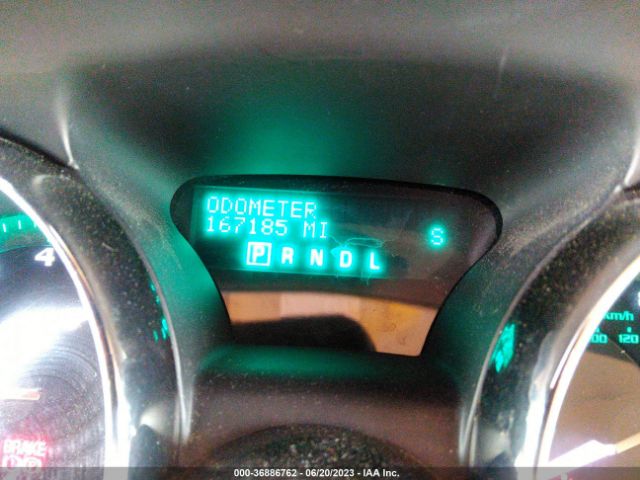 ODOMETER
167185 MI
S
P R N D L
4
km/h
120
BRAKE
000-36886762 - 06/20/2023 - IAA Inc.